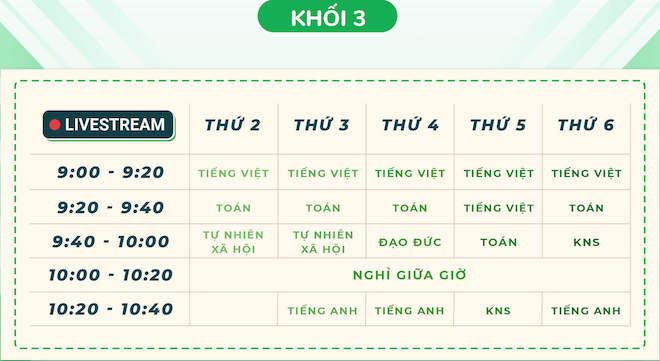 KHỐI 3
LIVESTREAM THỨ 2 THỨ 3 THỨ 4 THỨ 5 THỨ 6
9:00 - 9:20 TIẾNG VIỆT TIẾNG VIỆT TIẾNG VIỆT TIẾNG VIỆT TIẾNG VIỆT
9:20 - 9:40 TOÁN TOÁN TOÁN TIẾNG VIỆT TOÁN
9:40 - 10:00 TỰ NHIÊN XÃ HỘI TỰ NHIÊN XÃ HỘI ĐẠO ĐỨC TOÁN KNS
10:00 - 10:20 NGHỈ GIỮA GIỜ
10:20 - 10:40 TIẾNG ANH TIẾNG ANH KNS TIẾNG ANH